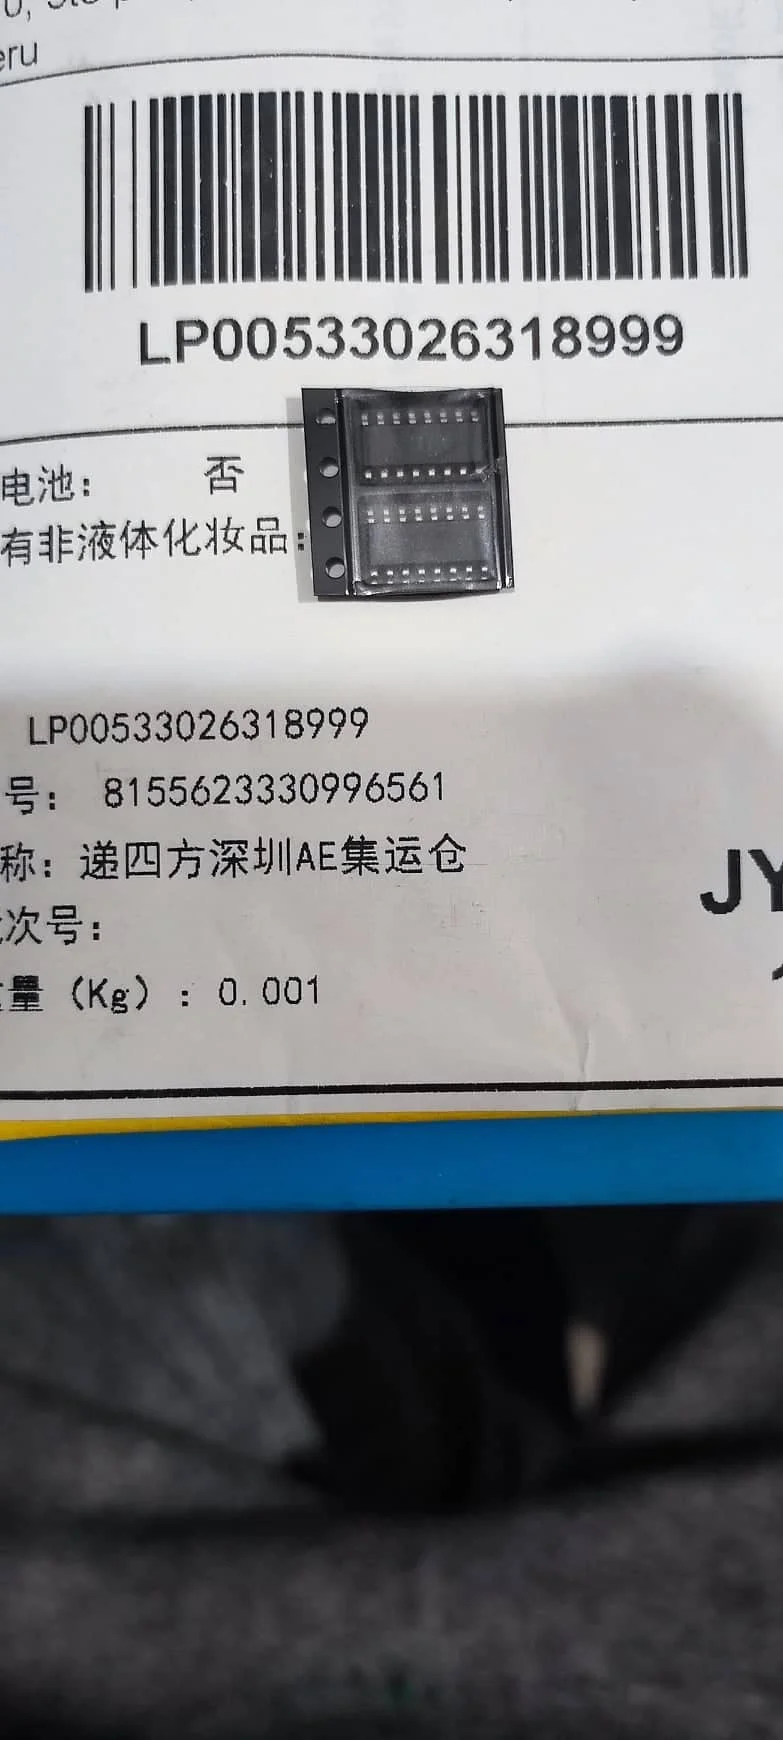 eru
LP00533026318999
电池： 否
有非液体化妆品：
LP00533026318999
号： 8155623330996561
称：递四方深圳AE集运仓
次号：
JY
量（Kg）：0.001